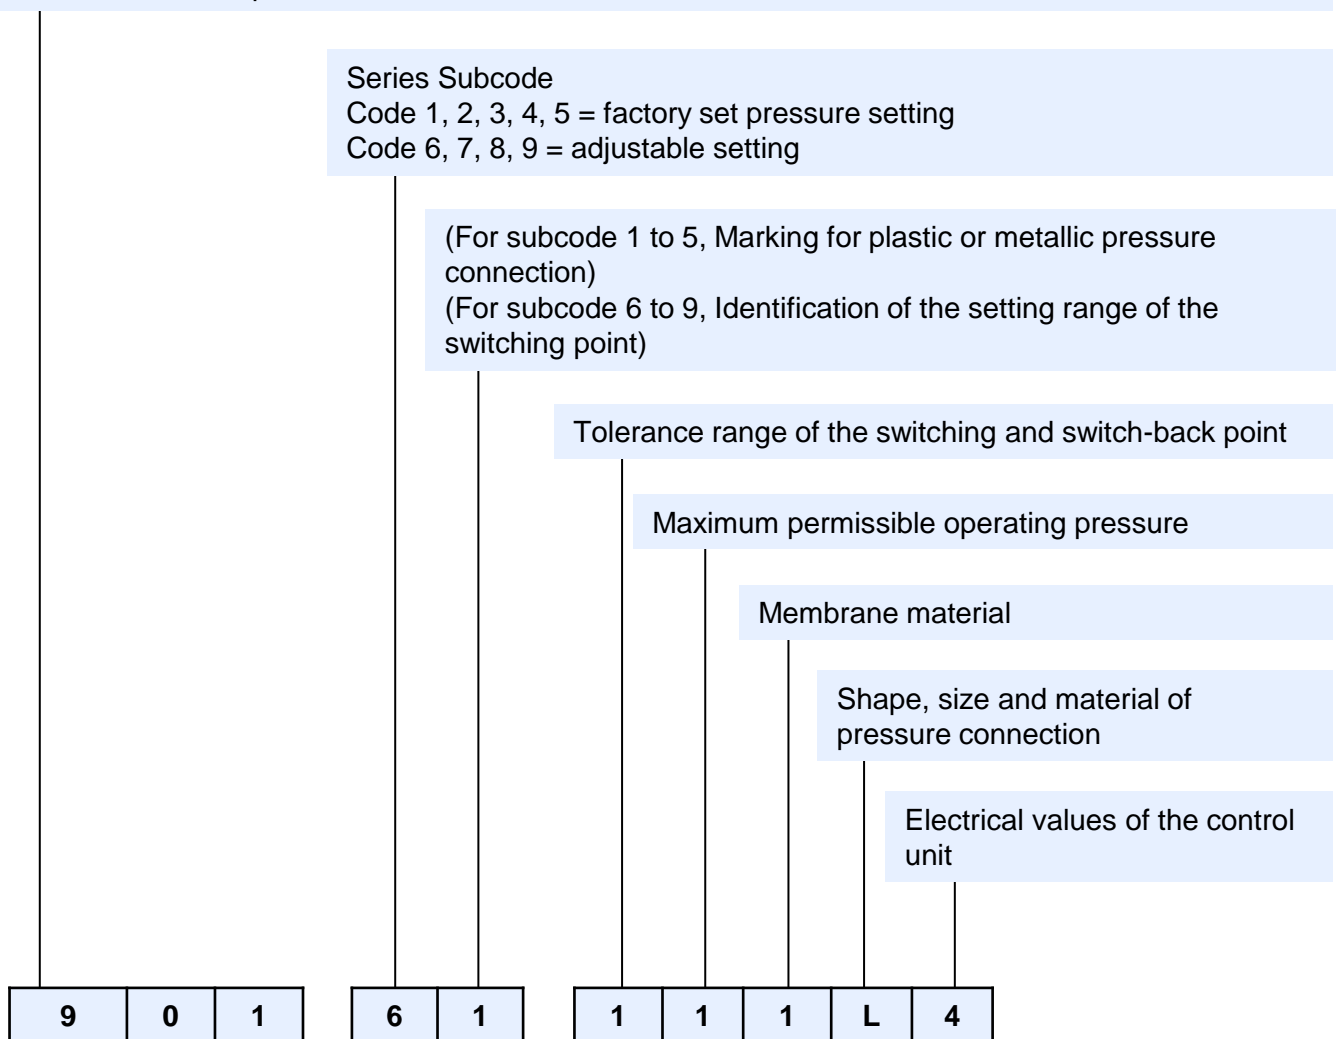 Series Subcode
Code 1, 2, 3, 4, 5 = factory set pressure setting
Code 6, 7, 8, 9 = adjustable setting
(For subcode 1 to 5, Marking for plastic or metallic pressure
connection)
(For subcode 6 to 9, Identification of the setting range of the
switching point)
Tolerance range of the switching and switch-back point
Maximum permissible operating pressure
Membrane material
Shape, size and material of
pressure connection
Electrical values of the control
unit
9 0 1 6 1 1 1 1 L 4